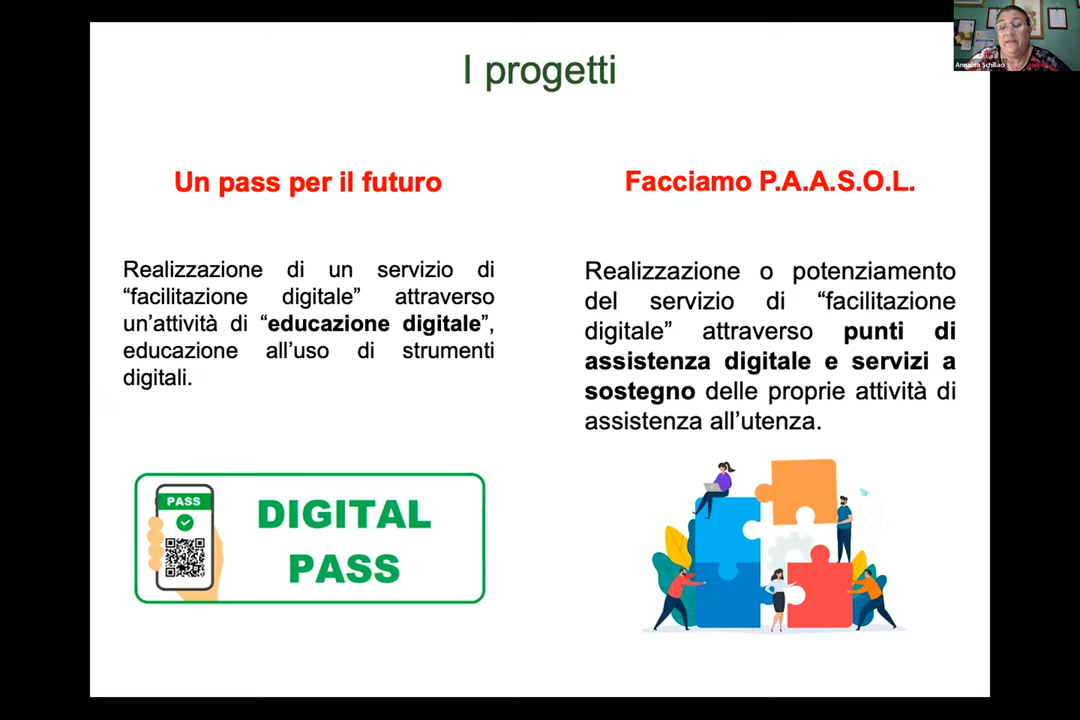 I progetti
Un pass per il futuro
Realizzazione di un servizio di
“facilitazione digitale” attraverso
un’attività di “educazione digitale”,
educazione all’uso di strumenti
digitali.
PASS
DIGITAL
PASS
Facciamo P.A.A.S.O.L.
Realizzazione o potenziamento
del servizio di “facilitazione
digitale” attraverso punti di
assistenza digitale e servizi a
sostegno delle proprie attività di
assistenza all’utenza.
Annalisa Schillaci